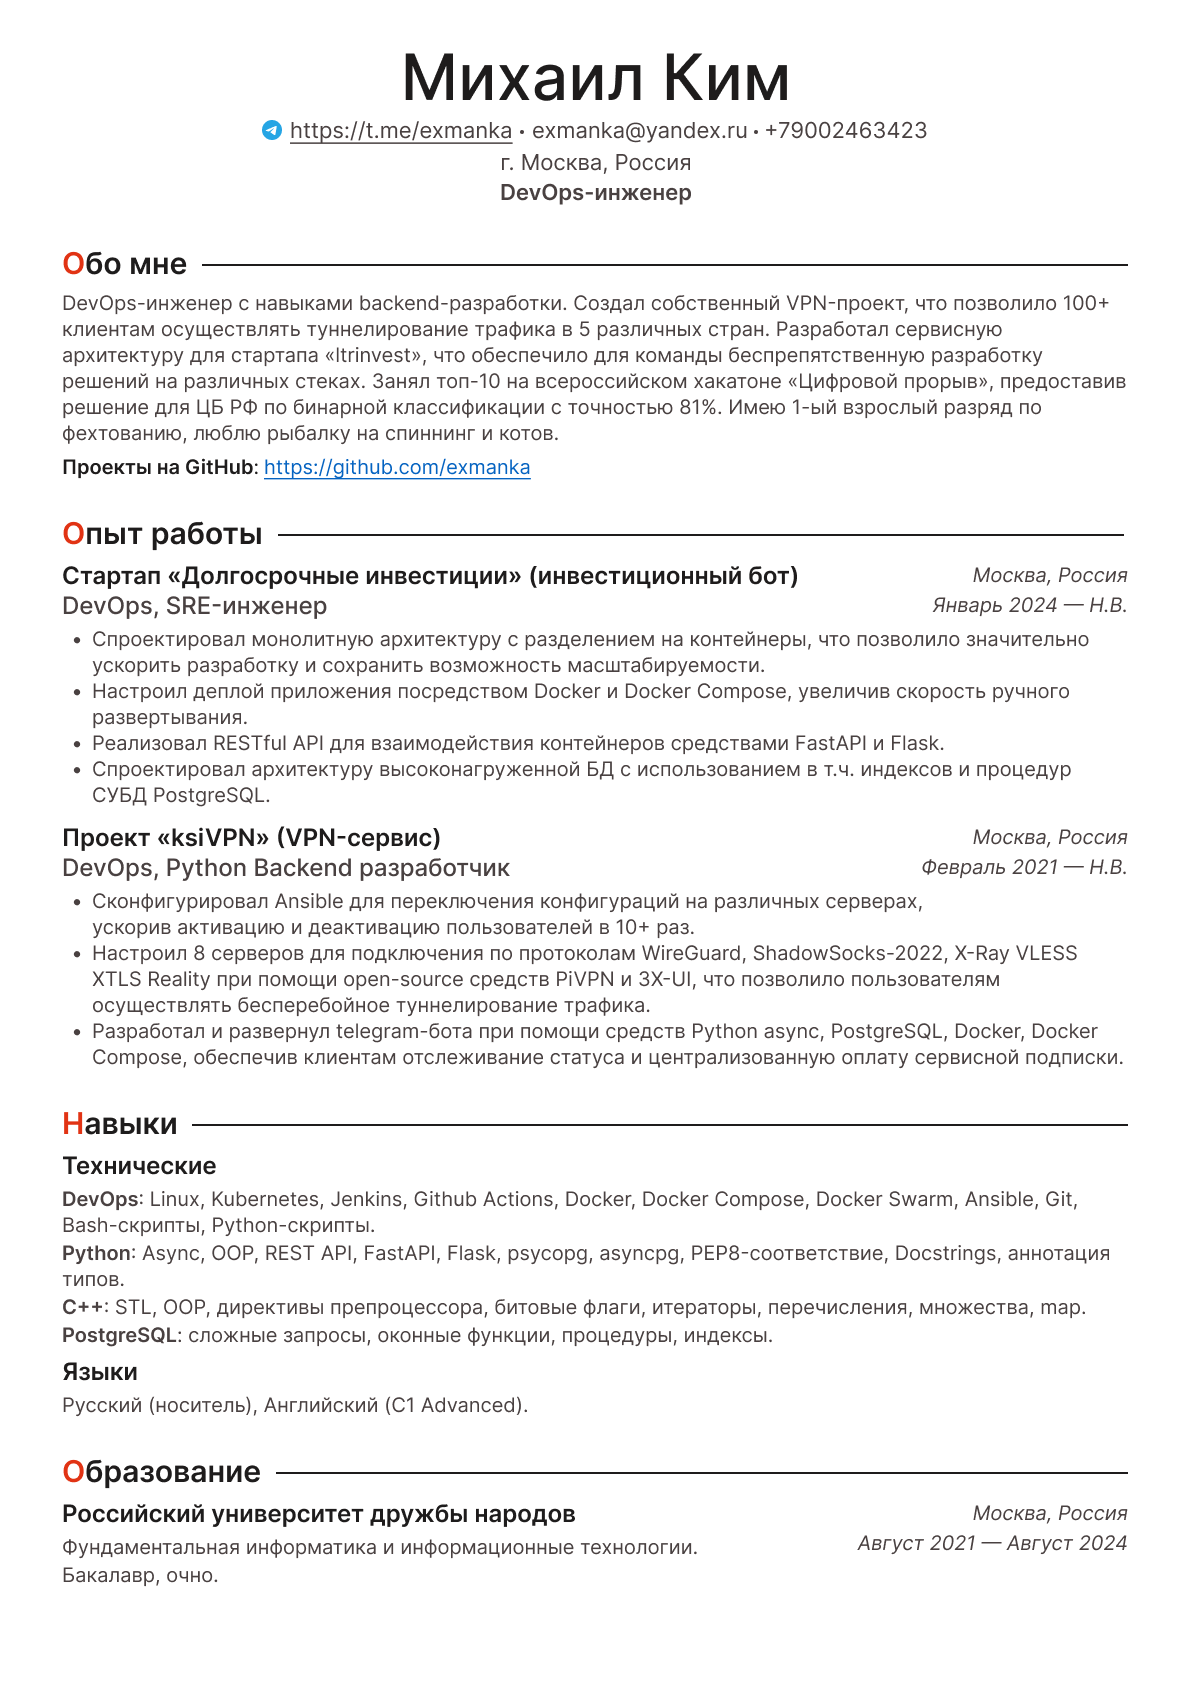 Михаил Ким
https://t.me/exmanka • exmanka@yandex.ru • +79002463423
г. Москва, Россия
DevOps-инженер
Обо мне
DevOps-инженер с навыками backend-разработки. Создал собственный VPN-проект, что позволило 100+
клиентам осуществлять туннелирование трафика в 5 различных стран. Разработал сервисную
архитектуру для стартапа «ltrinvest», что обеспечило для команды беспрепятственную разработку
решений на различных стеках. Занял топ-10 на всероссийском хакатоне «Цифровой прорыв», предоставив
решение для ЦБ РФ по бинарной классификации с точностью 81%. Имею 1-ый взрослый разряд по
фехтованию, люблю рыбалку на спиннинг и котов.
Проекты на GitHub: https://github.com/exmanka
Опыт работы
Стартап «Долгосрочные инвестиции» (инвестиционный бот) Москва, Россия
DevOps, SRE-инженер Январь 2024 — Н.В.
• Спроектировал монолитную архитектуру с разделением на контейнеры, что позволило значительно
ускорить разработку и сохранить возможность масштабируемости.
• Настроил деплой приложения посредством Docker и Docker Compose, увеличив скорость ручного
развертывания.
• Реализовал RESTful API для взаимодействия контейнеров средствами FastAPI и Flask.
• Спроектировал архитектуру высоконагруженной БД с использованием в т.ч. индексов и процедур
СУБД PostgreSQL.
Проект «ksiVPN» (VPN-сервис) Москва, Россия
DevOps, Python Backend разработчик Февраль 2021 — Н.В.
• Сконфигурировал Ansible для переключения конфигураций на различных серверах,
ускорив активацию и деактивацию пользователей в 10+ раз.
• Настроил 8 серверов для подключения по протоколам WireGuard, ShadowSocks-2022, X-Ray VLESS
XTLS Reality при помощи open-source средств PiVPN и 3X-UI, что позволило пользователям
осуществлять бесперебойное туннелирование трафика.
• Разработал и развернул telegram-бота при помощи средств Python async, PostgreSQL, Docker, Docker
Compose, обеспечив клиентам отслеживание статуса и централизованную оплату сервисной подписки.
Навыки
Технические
DevOps: Linux, Kubernetes, Jenkins, Github Actions, Docker, Docker Compose, Docker Swarm, Ansible, Git,
Bash-скрипты, Python-скрипты.
Python: Async, OOP, REST API, FastAPI, Flask, psycopg, asyncpg, PEP8-соответствие, Docstrings, аннотация
типов.
C++: STL, OOP, директивы препроцессора, битовые флаги, итераторы, перечисления, множества, map.
PostgreSQL: сложные запросы, оконные функции, процедуры, индексы.
Языки
Русский (носитель), Английский (C1 Advanced).
Образование
Российский университет дружбы народов Москва, Россия
Фундаментальная информатика и информационные технологии. Август 2021 — Август 2024
Бакалавр, очно.